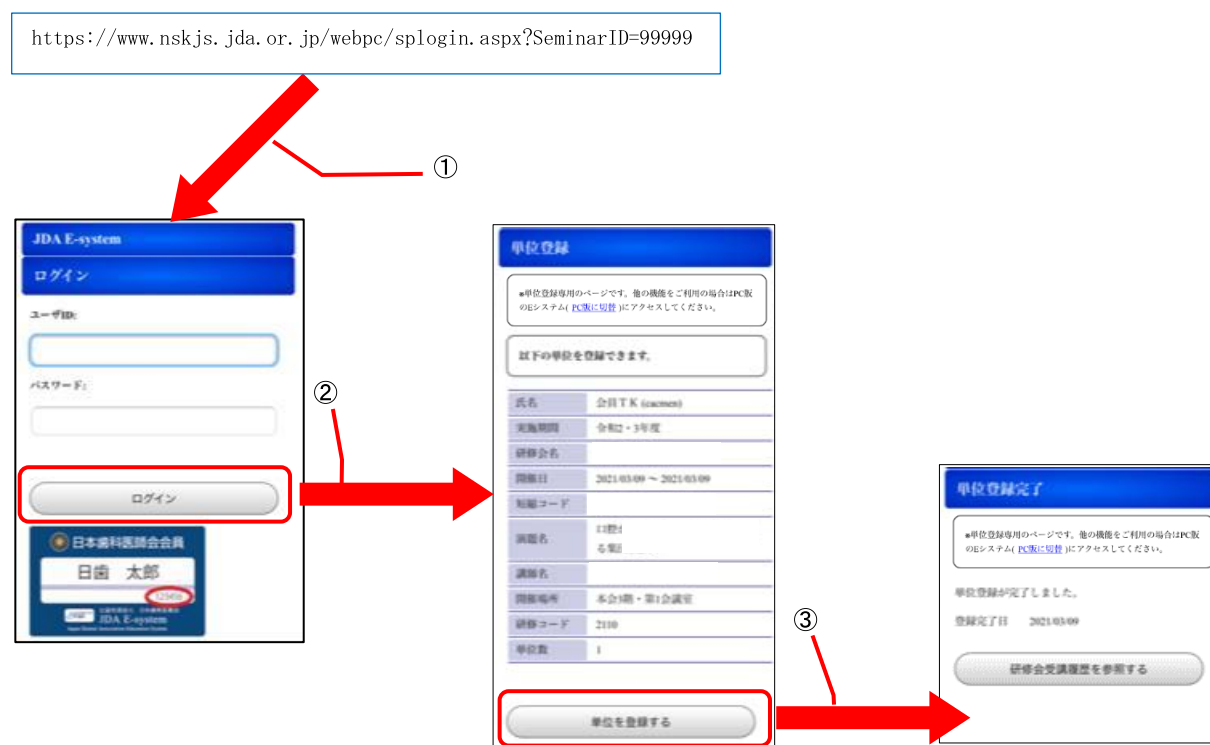 https://www.nskjs.jda.or.jp/webpc/splogin.aspx?SeminarID=99999
①
JDA E-system
ログイン
ユーザID:
パスワード:
ログイン
日本歯科医師会会員
日歯 太郎
JDA E-system
②
単位登録
■単位登録専用のページです。他の機能をご利用の場合はPC版
のEシステム( PC版に切替 )にアクセスしてください。
以下の単位を登録できます。
氏名 会員TK
実施期間 令和2・3年度
研修会名
開催日 2021/03/09 ～ 2021/03/09
短縮コード
演題名
講師名
開催場所 本会3階・第1会議室
研修コード 2110
単位数 1
単位を登録する
③
単位登録完了
■単位登録専用のページです。他の機能をご利用の場合はPC版
のEシステム( PC版に切替 )にアクセスしてください。
単位登録が完了しました。
登録完了日 2021/03/09
研修会受講履歴を参照する